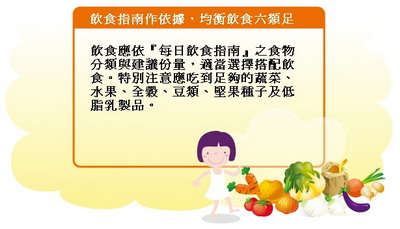 飲食指南作依據，均衡飲食六類足
飲食應依『每日飲食指南』之食物
分類與建議份量，適當選擇搭配飲
食。特別注意應吃到足夠的蔬菜、
水果、全穀、豆類、堅果種子及低
脂乳製品。